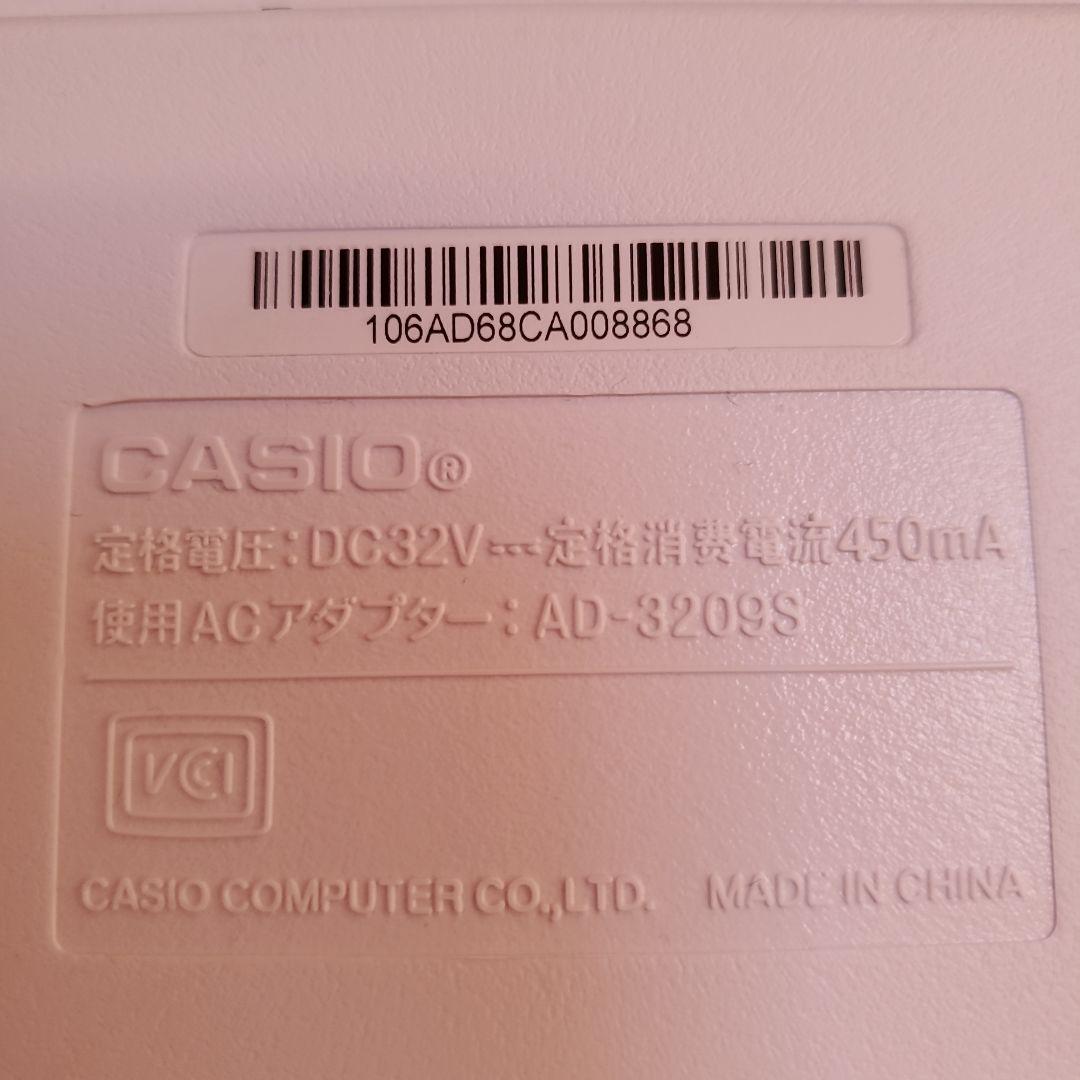 106AD68CA008868
CASIO®
定格電圧:DC32V⎓定格消費電流450mA
使用ACアダプター:AD-3209S
VCCI
CASIO COMPUTER CO.,LTD. MADE IN CHINA